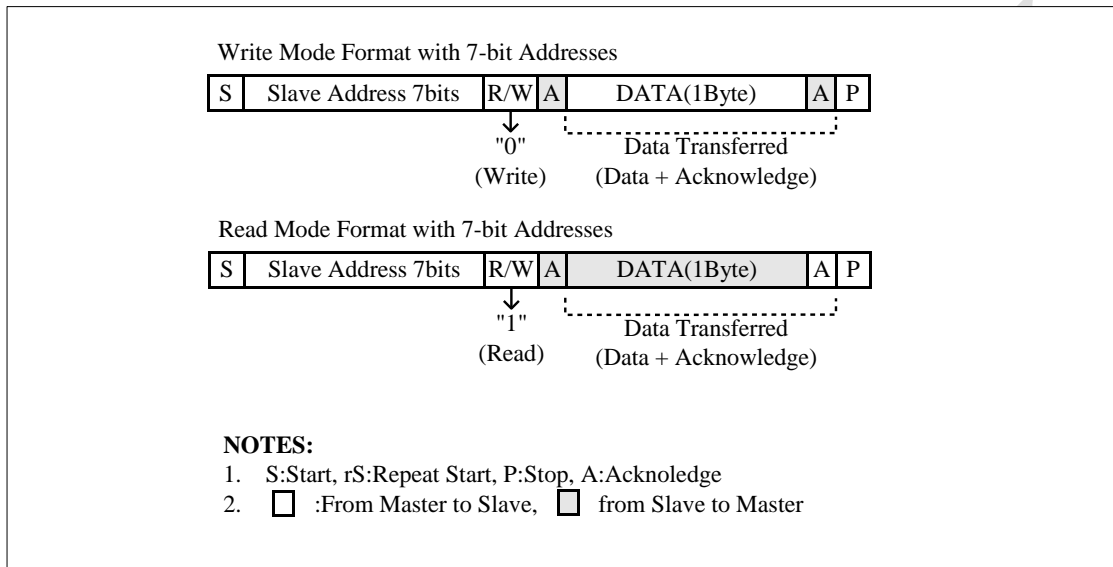 Write Mode Format with 7-bit Addresses
S Slave Address 7bits R/W A DATA(1Byte) A P
"0" Data Transferred
(Write) (Data + Acknowledge)
Read Mode Format with 7-bit Addresses
S Slave Address 7bits R/W A DATA(1Byte) A P
"1" Data Transferred
(Read) (Data + Acknowledge)
NOTES:
1. S:Start, rS:Repeat Start, P:Stop, A:Acknoledge
2. :From Master to Slave, from Slave to Master